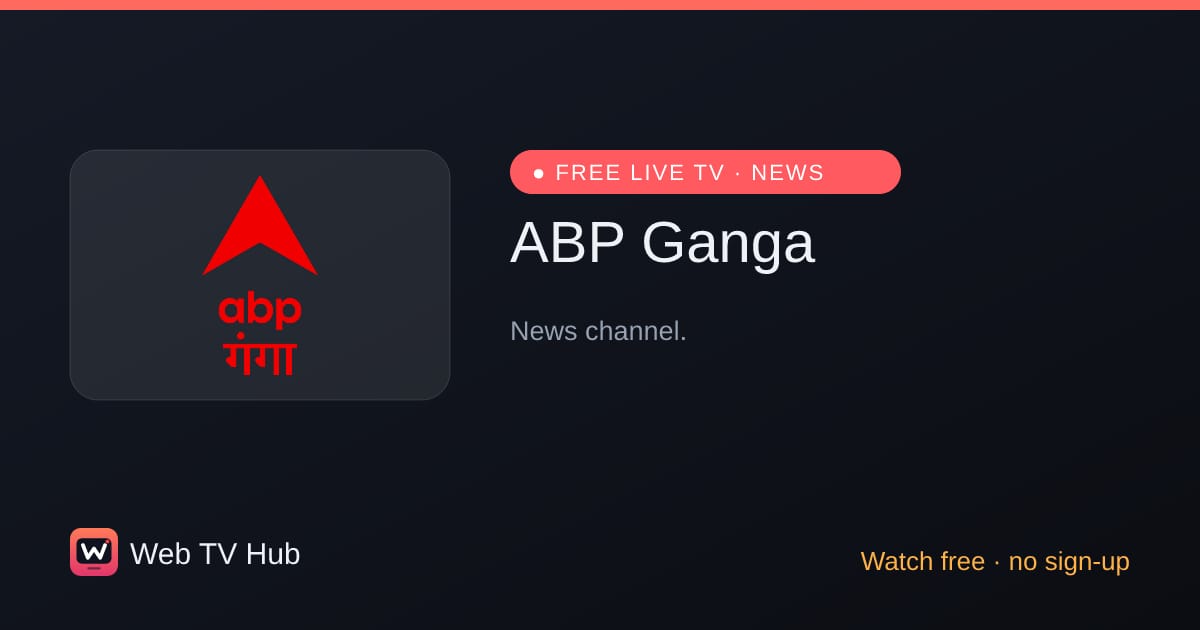 abp
गंगा
● FREE LIVE TV · NEWS
ABP Ganga
News channel.
W
Web TV Hub
Watch free · no sign-up